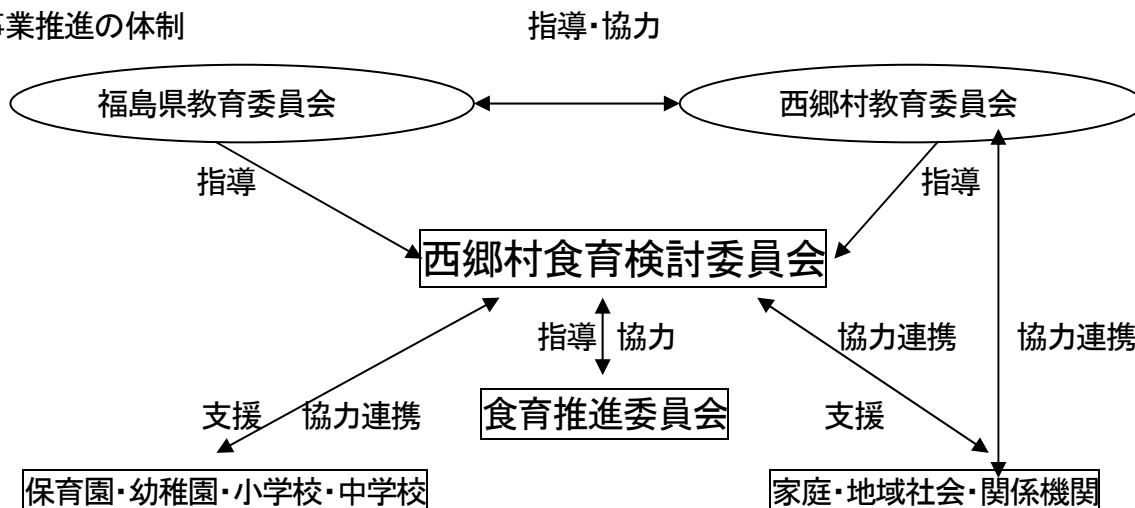 事業推進の体制
指導・協力
福島県教育委員会
西郷村教育委員会
指導
指導
西郷村食育検討委員会
指導 協力
協力連携
協力連携
支援 協力連携
食育推進委員会
支援
保育園・幼稚園・小学校・中学校
家庭・地域社会・関係機関